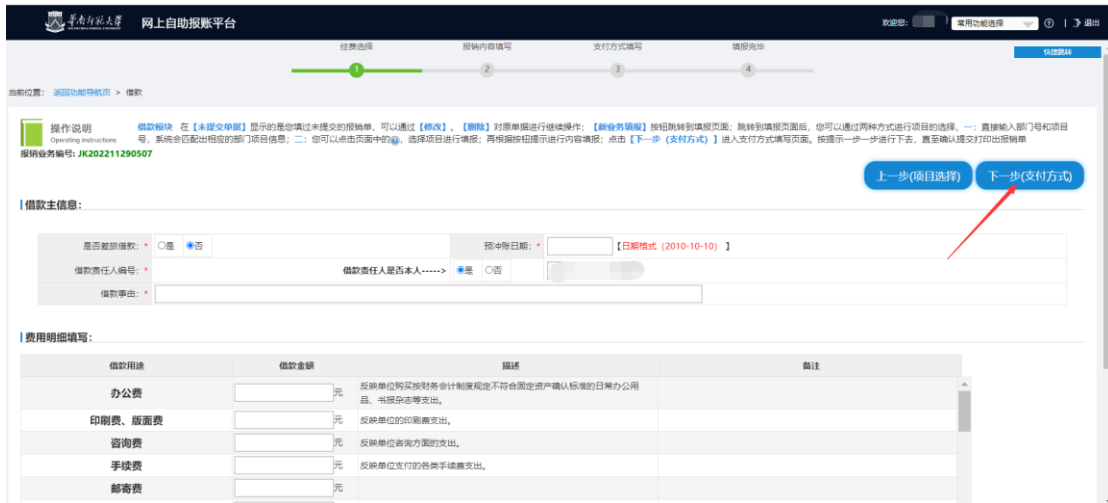 华南师范大学 网上自助报账平台
欢迎您: 常用功能选择 退出
经费选择 报销内容填写 支付方式填写 填报完毕
快捷跳转
1 2 3 4
当前位置: 返回功能导航页 > 借款
操作说明 借款模块 在【未提交单据】显示的是您填过未提交的报销单,可以通过【修改】、【删除】对原单据进行继续操作;【新业务填报】按钮跳转到填报页面;跳转到填报页面后,您可以通过两种方式进行项目的选择,一:直接输入部门号和项目
Operating instructions 号,系统会匹配出相应的部门项目信息;二:您可以点击页面中的,选择项目进行填报;再根据按钮提示进行内容填报;点击【下一步(支付方式)】进入支付方式填写页面。按提示一步一步进行下去,直至确认提交打印出报销单
报销业务编号: JK202211290507
上一步(项目选择) 下一步(支付方式)
借款主信息:
是否差旅借款: * 是 否 预冲账日期: * 【日期格式(2010-10-10)】
借款责任人编号: * 借款责任人是否本人-----> 是 否
借款事由: *
费用明细填写:
借款用途 借款金额 描述 备注
办公费 元 反映单位购买按财务会计制度规定不符合固定资产确认标准的日常办公用
品、书报杂志等支出。
印刷费、版面费 元 反映单位的印刷费支出。
咨询费 元 反映单位咨询方面的支出。
手续费 元 反映单位支付的各类手续费支出。
邮寄费 元